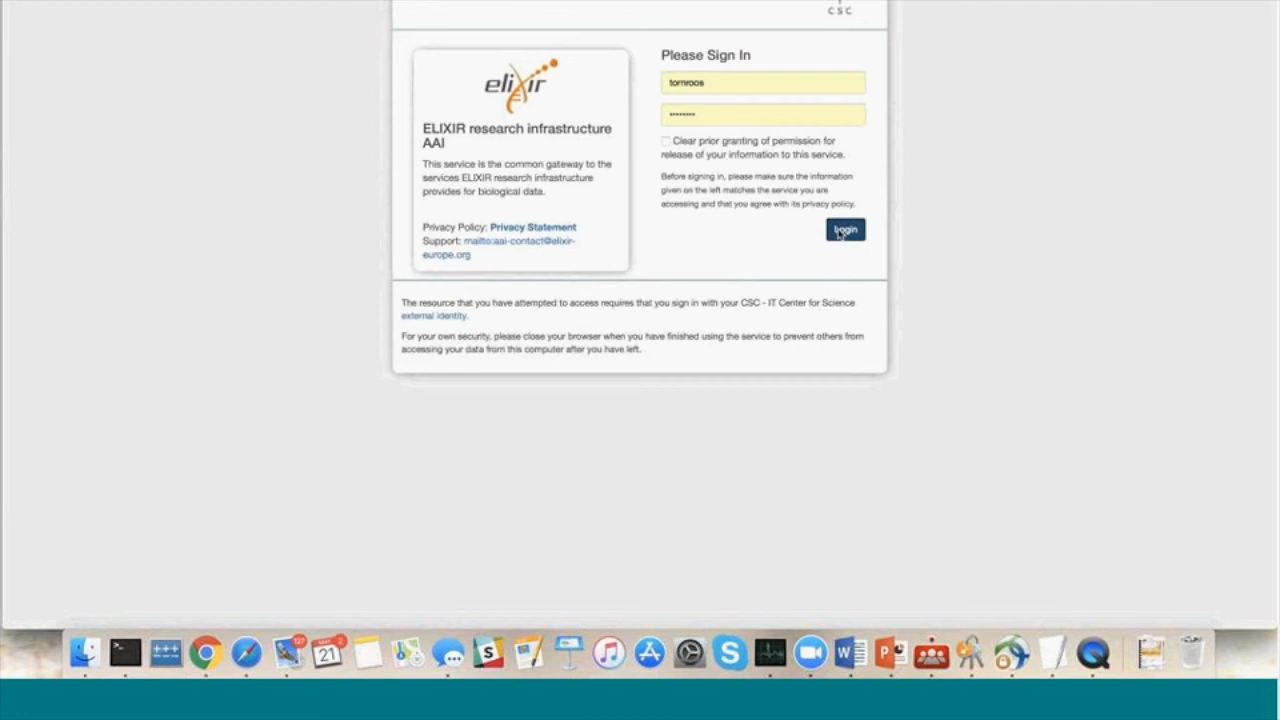 CSC
elixir
ELIXIR research infrastructure
AAI
This service is the common gateway to the
services ELIXIR research infrastructure
provides for biological data.
Privacy Policy: Privacy Statement
Support: mailto:aai-contact@elixir-
europe.org
Please Sign In
tornroos
Clear prior granting of permission for
release of your information to this service.
Before signing in, please make sure the information
given on the left matches the service you are
accessing and that you agree with its privacy policy.
Login
The resource that you have attempted to access requires that you sign in with your CSC - IT Center for Science
external identity.
For your own security, please close your browser when you have finished using the service to prevent others from
accessing your data from this computer after you have left.
127
2
21